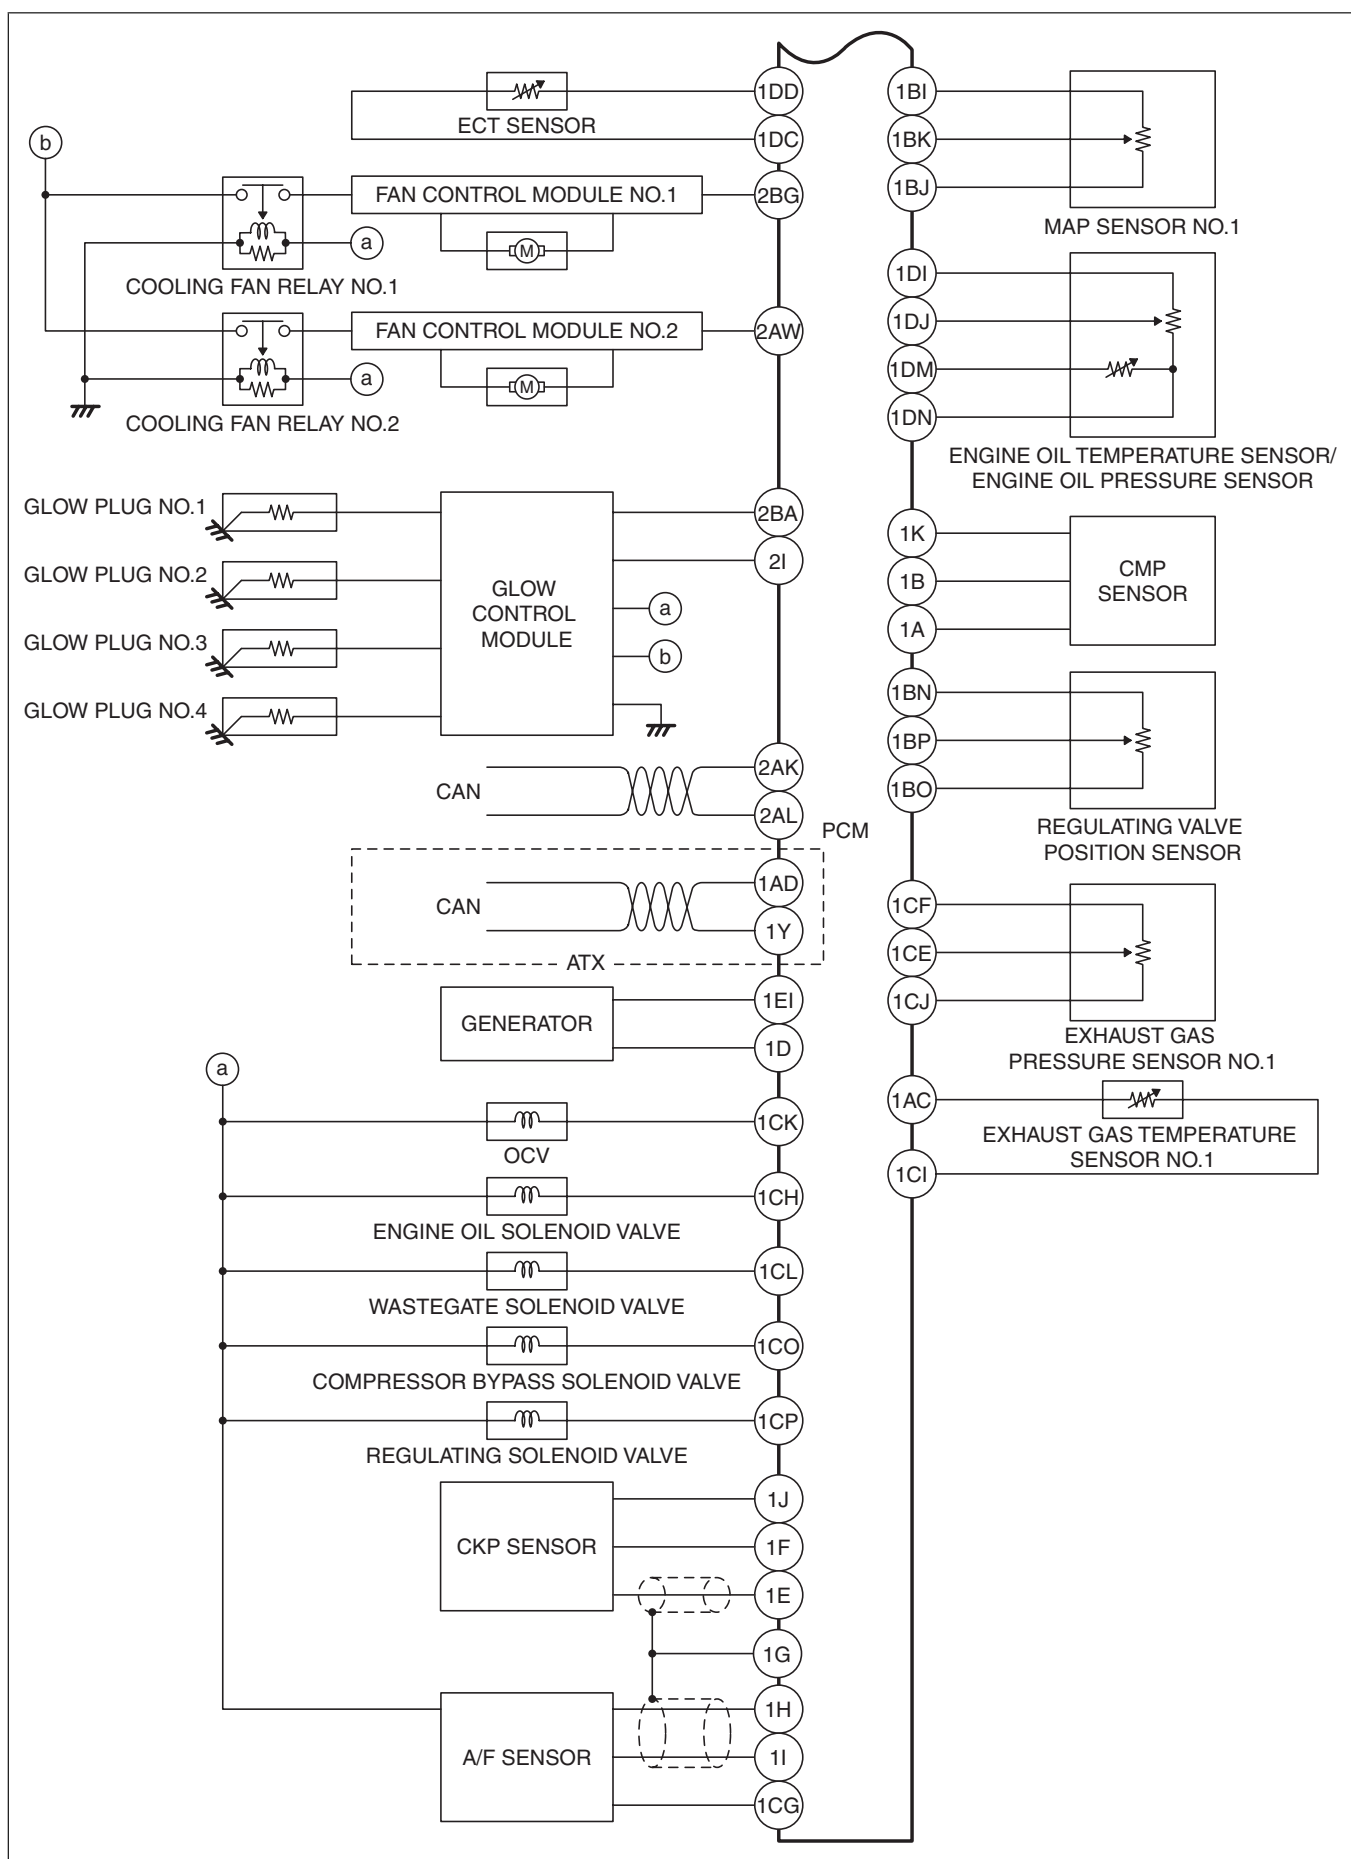 1DD
ECT SENSOR
1DC
b
FAN CONTROL MODULE NO.1
2BG
M
a
COOLING FAN RELAY NO.1
FAN CONTROL MODULE NO.2
2AW
M
a
COOLING FAN RELAY NO.2
GLOW PLUG NO.1
GLOW PLUG NO.2
GLOW PLUG NO.3
GLOW PLUG NO.4
GLOW
CONTROL
MODULE
2BA
2I
a
b
CAN
2AK
2AL
PCM
CAN
1AD
1Y
ATX
GENERATOR
1EI
1D
a
1CK
OCV
1CH
ENGINE OIL SOLENOID VALVE
1CL
WASTEGATE SOLENOID VALVE
1CO
COMPRESSOR BYPASS SOLENOID VALVE
1CP
REGULATING SOLENOID VALVE
CKP SENSOR
1J
1F
1E
1G
A/F SENSOR
1H
1I
1CG
1BI
1BK
1BJ
MAP SENSOR NO.1
1DI
1DJ
1DM
1DN
ENGINE OIL TEMPERATURE SENSOR/
ENGINE OIL PRESSURE SENSOR
1K
1B
1A
CMP
SENSOR
1BN
1BP
1BO
REGULATING VALVE
POSITION SENSOR
1CF
1CE
1CJ
EXHAUST GAS
PRESSURE SENSOR NO.1
1AC
EXHAUST GAS TEMPERATURE
SENSOR NO.1
1CI